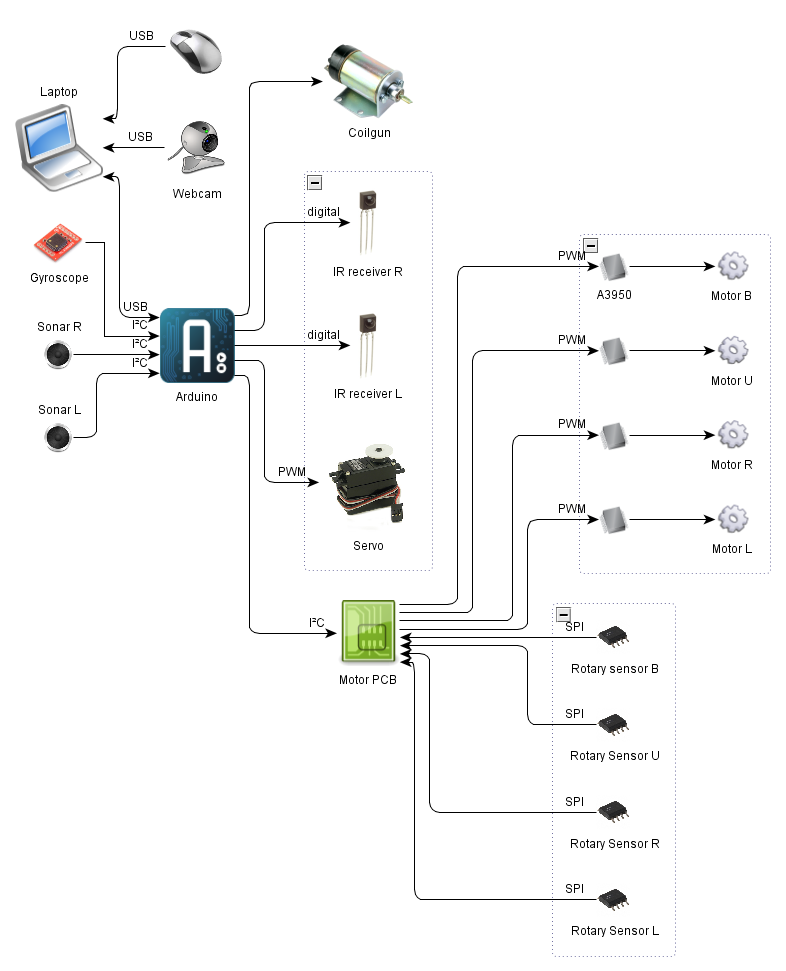 USB
Laptop
USB
Webcam
Coilgun
digital
IR receiver R
Gyroscope
USB
I²C
Sonar R
I²C
I²C
Sonar L
A
Arduino
digital
IR receiver L
PWM
Servo
I²C
Motor PCB
PWM
A3950
Motor B
PWM
Motor U
PWM
Motor R
PWM
Motor L
SPI
Rotary sensor B
SPI
Rotary Sensor U
SPI
Rotary Sensor R
SPI
Rotary Sensor L